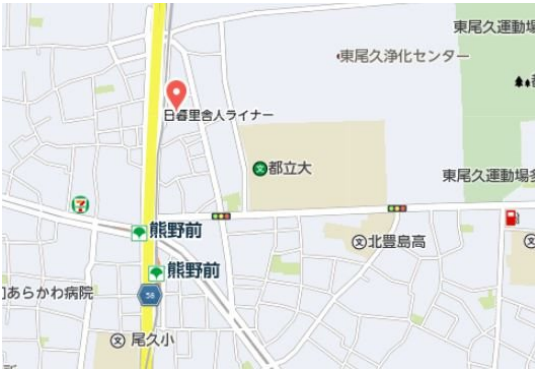 東尾久運動場
東尾久浄化センター
日暮里舎人ライナー
都立大
東尾久運動場多
7
熊野前
北豊島高
熊野前
あらかわ病院
58
尾久小